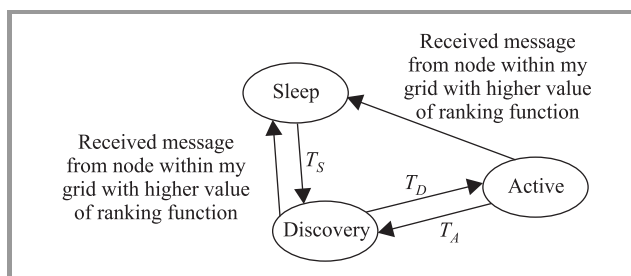 Received message
from node within my
grid with higher value
of ranking function
Sleep
Received message
from node within my
grid with higher value
of ranking function
T_S
T_D
Active
Discovery
T_A